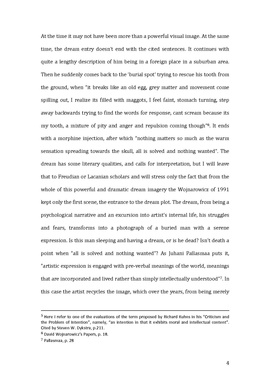 At the time it may not have been more than a powerful visual image. At the same
time, the dream entry doesn't end with the cited sentences. It continues with
quite a lengthy description of him being in a foreign place in a suburban area.
Then he suddenly comes back to the 'burial spot' trying to rescue his tooth from
the ground, when "it breaks like an old egg, grey matter and movement come
spilling out, I realize its filled with maggots, I feel faint, stomach turning, step
away backwards trying to find the words for response, cant scream because its
my tooth, a mixture of pity and anger and repulsion coming though"⁶. It ends
with a morphine injection, after which "nothing matters so much as the warm
sensation spreading towards the skull, all is solved and nothing wanted". The
dream has some literary qualities, and calls for interpretation, but I will leave
that to Freudian or Lacanian scholars and will stress only the fact that from the
whole of this powerful and dramatic dream imagery the Wojnarowicz of 1991
kept only the first scene, the entrance to the dream plot. The dream, from being a
psychological narrative and an excursion into artist's internal life, his struggles
and fears, transforms into a photograph of a buried man with a serene
expression. Is this man sleeping and having a dream, or is he dead? Isn't death a
point when "all is solved and nothing wanted"? As Juhani Pallasmaa puts it,
"artistic expression is engaged with pre-verbal meanings of the world, meanings
that are incorporated and lived rather than simply intellectually understood"⁷. In
this case the artist recycles the image, which over the years, from being merely
⁵ Here I refer to one of the evaluations of the term proposed by Richard Kuhns in his "Criticism and
the Problem of Intention", namely, "an intention is that it exhibits moral and intellectual content".
Cited by Steven W. Dykstra, p.211.
⁶ David Wojnarowicz's Papers, p. 18.
⁷ Pallasmaa, p. 28
4